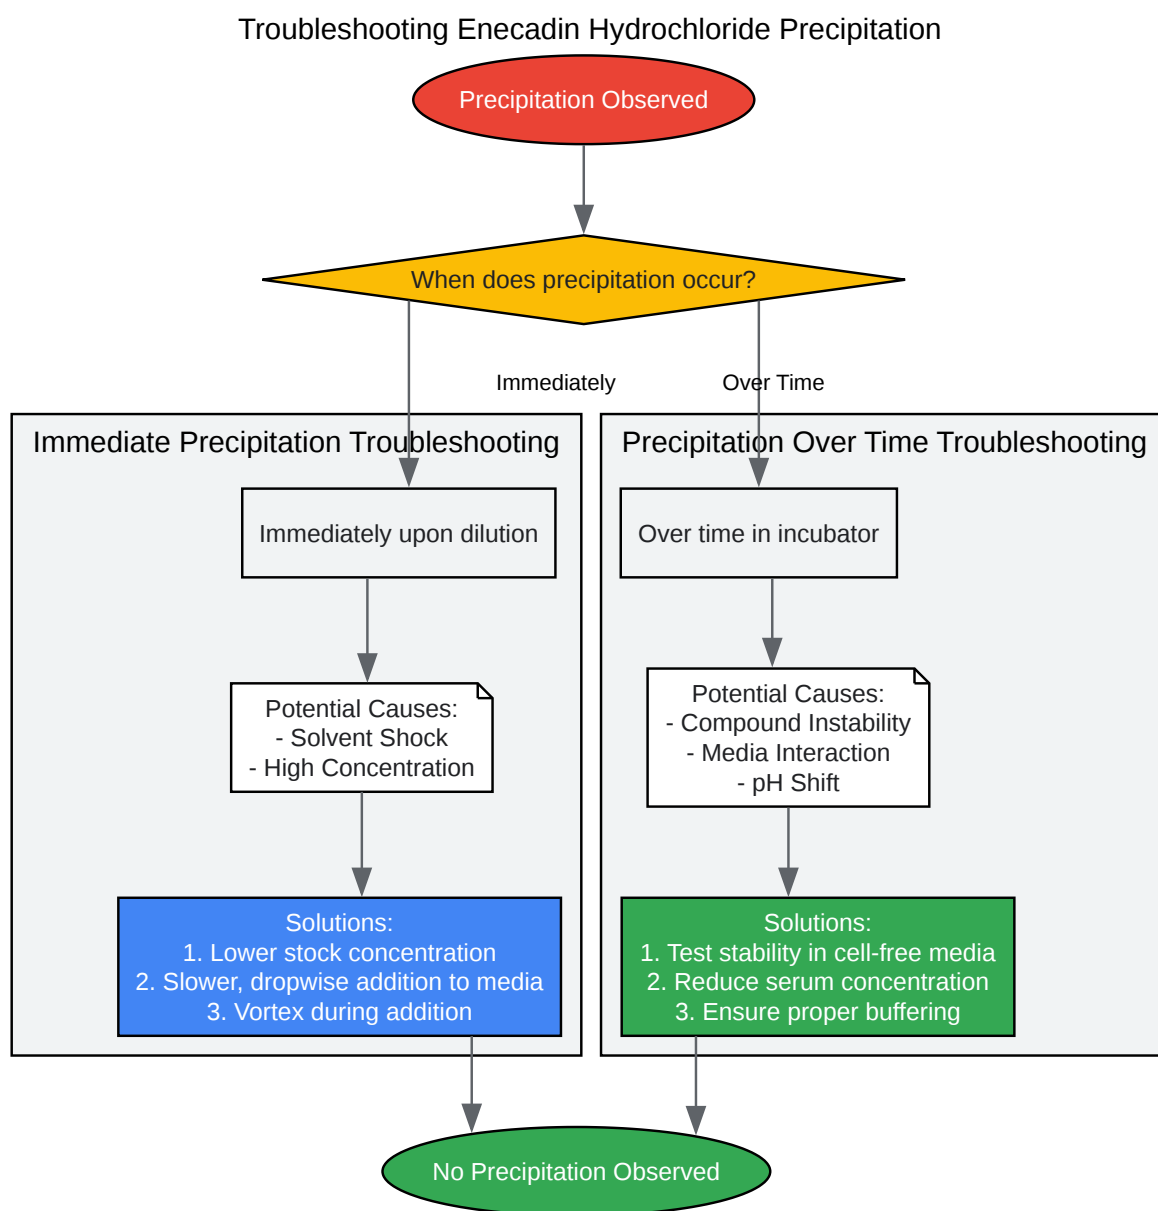 Troubleshooting Enecadin Hydrochloride Precipitation
Precipitation Observed
When does precipitation occur?
Immediately
Over Time
Immediate Precipitation Troubleshooting
Immediately upon dilution
Potential Causes:
- Solvent Shock
- High Concentration
Solutions:
1. Lower stock concentration
2. Slower, dropwise addition to media
3. Vortex during addition
Precipitation Over Time Troubleshooting
Over time in incubator
Potential Causes:
- Compound Instability
- Media Interaction
- pH Shift
Solutions:
1. Test stability in cell-free media
2. Reduce serum concentration
3. Ensure proper buffering
No Precipitation Observed